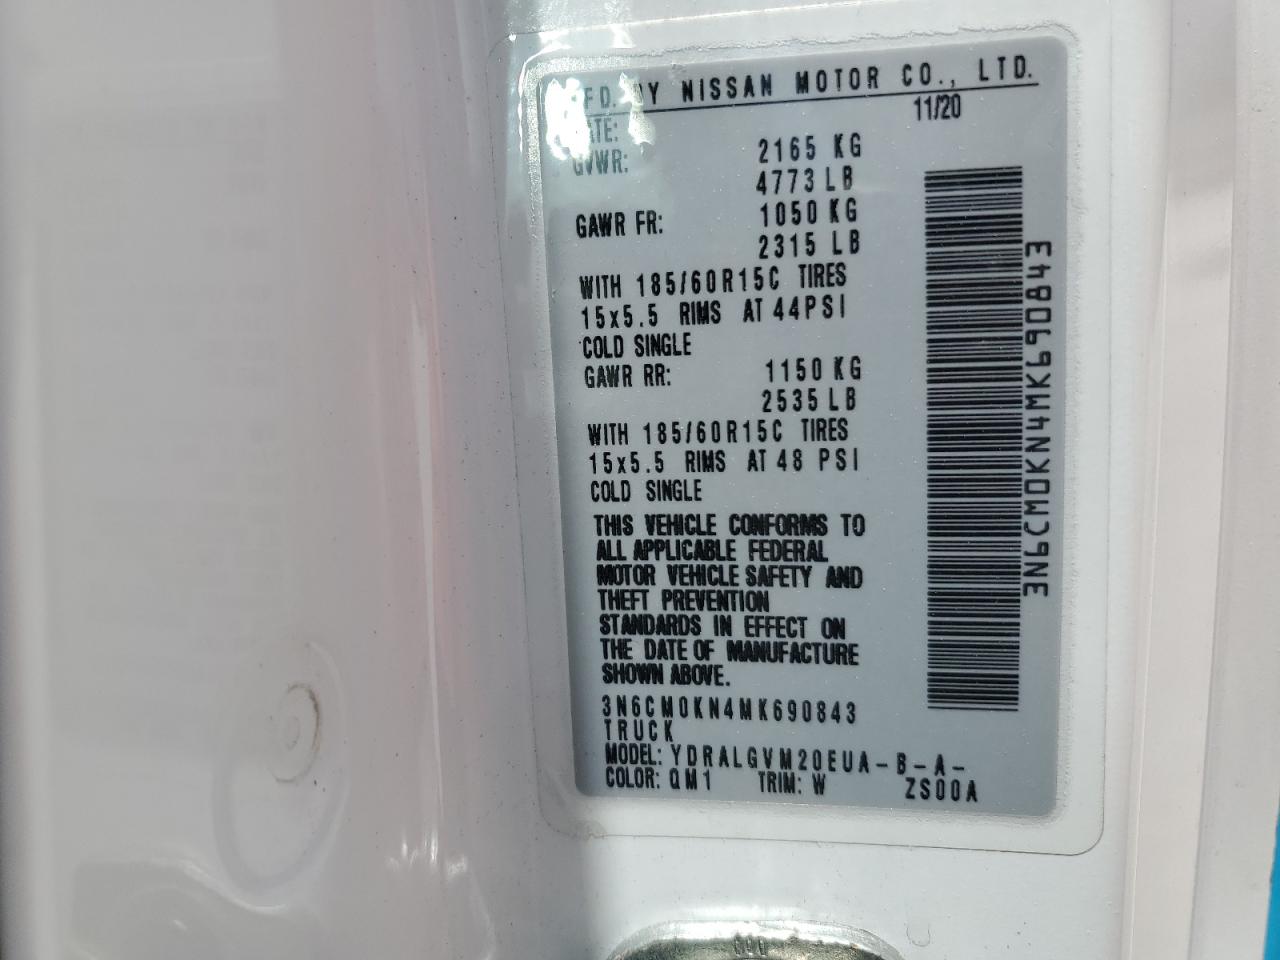 NISSAN MOTOR CO., LTD.
11/20
GVWR: 2165 KG
4773 LB
GAWR FR: 1050 KG
2315 LB
WITH 185/60R15C TIRES
15x5.5 RIMS AT 44PSI
COLD SINGLE
GAWR RR: 1150 KG
2535 LB
WITH 185/60R15C TIRES
15x5.5 RIMS AT 48 PSI
COLD SINGLE
THIS VEHICLE CONFORMS TO
ALL APPLICABLE FEDERAL
MOTOR VEHICLE SAFETY AND
THEFT PREVENTION
STANDARDS IN EFFECT ON
THE DATE OF MANUFACTURE
SHOWN ABOVE.
3N6CM0KN4MK690843
TRUCK
MODEL: YDRALGVM20EUA-B-A-
COLOR: QM1 TRIM: W ZS00A
3N6CM0KN4MK690843